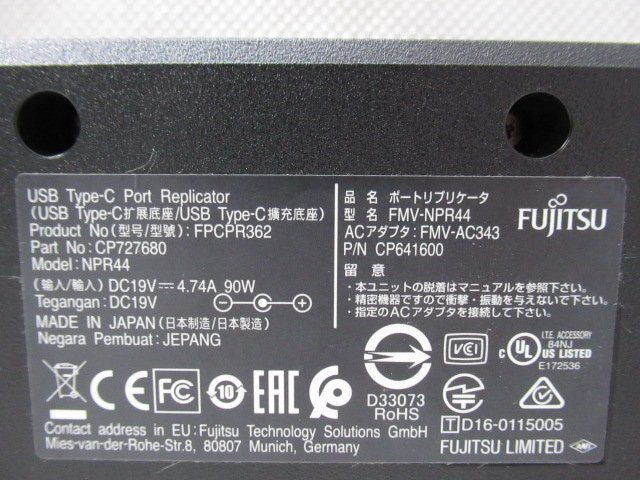 USB Type-C Port Replicator
(USB Type-C扩展底座/USB Type-C擴充底座)
Product No(型号/型號): FPCPR362
Part No: CP727680
Model: NPR44
(输入/輸入) DC19V 4.74A 90W
Tegangan: DC19V
MADE IN JAPAN(日本制造/日本製造)
Negara Pembuat: JEPANG
品 名 ポートリプリケータ
型 名 FMV-NPR44
ACアダプタ: FMV-AC343
P/N CP641600
留 意
・本ユニットの脱着はマニュアルを参照下さい。
・精密機器ですので衝撃・振動を与えないで下さい。
・指定のACアダプタを接続して下さい。
FUJITSU
CE FC 10 EAC
D33073
RoHS
VCI
c UL US LISTED
I.T.E. ACCESSORY
84NJ
E172536
T D16-0115005
Contact address in EU: Fujitsu Technology Solutions GmbH
Mies-van-der-Rohe-Str.8, 80807 Munich, Germany
FUJITSU LIMITED